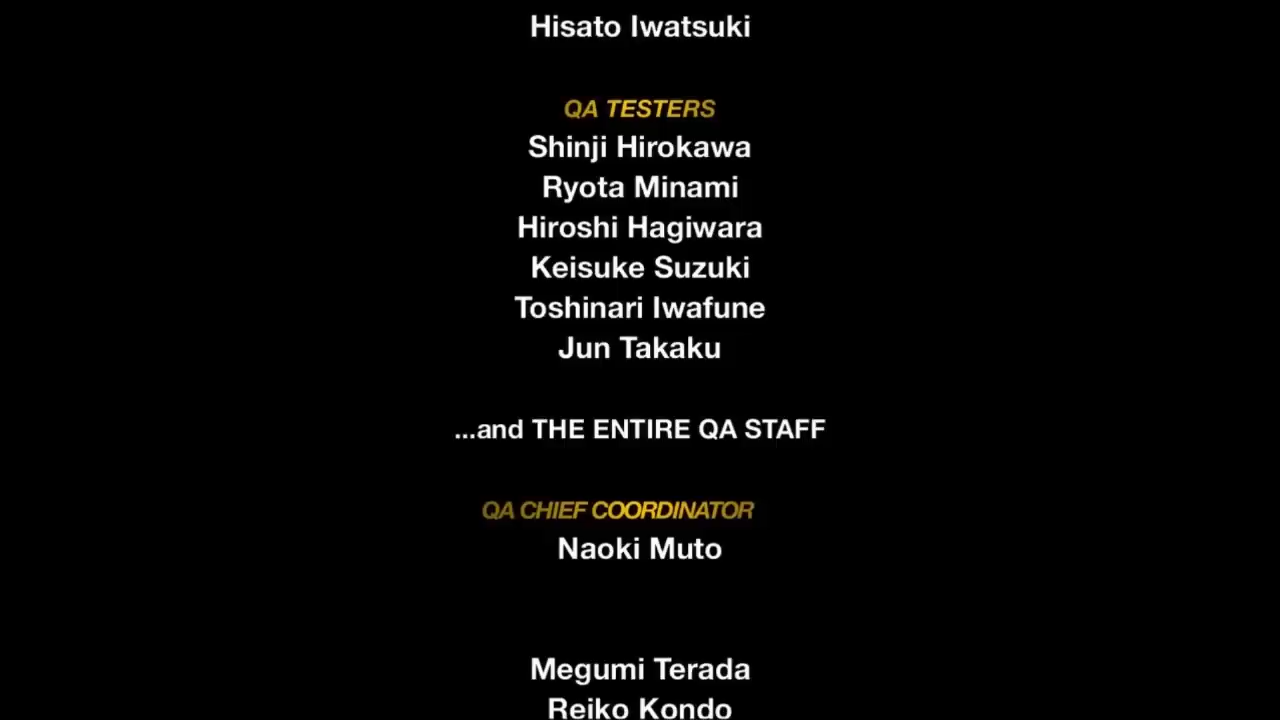 Hisato Iwatsuki
QA TESTERS
Shinji Hirokawa
Ryota Minami
Hiroshi Hagiwara
Keisuke Suzuki
Toshinari Iwafune
Jun Takaku
...and THE ENTIRE QA STAFF
QA CHIEF COORDINATOR
Naoki Muto
Megumi Terada
Reiko Kondo